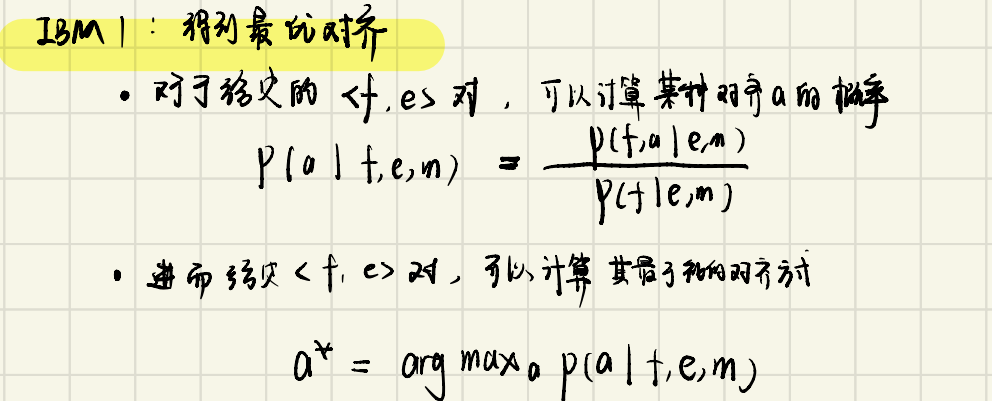 IBM 1：得到最优对齐
• 对于给定的 <f, e> 对，可以计算某种对齐 a 的概率
p(a | f, e, m) = p(f, a | e, m) / p(f | e, m)
• 进而给定 <f, e> 对，可以计算其最可能的对齐方式
a* = arg max a p(a | f, e, m)